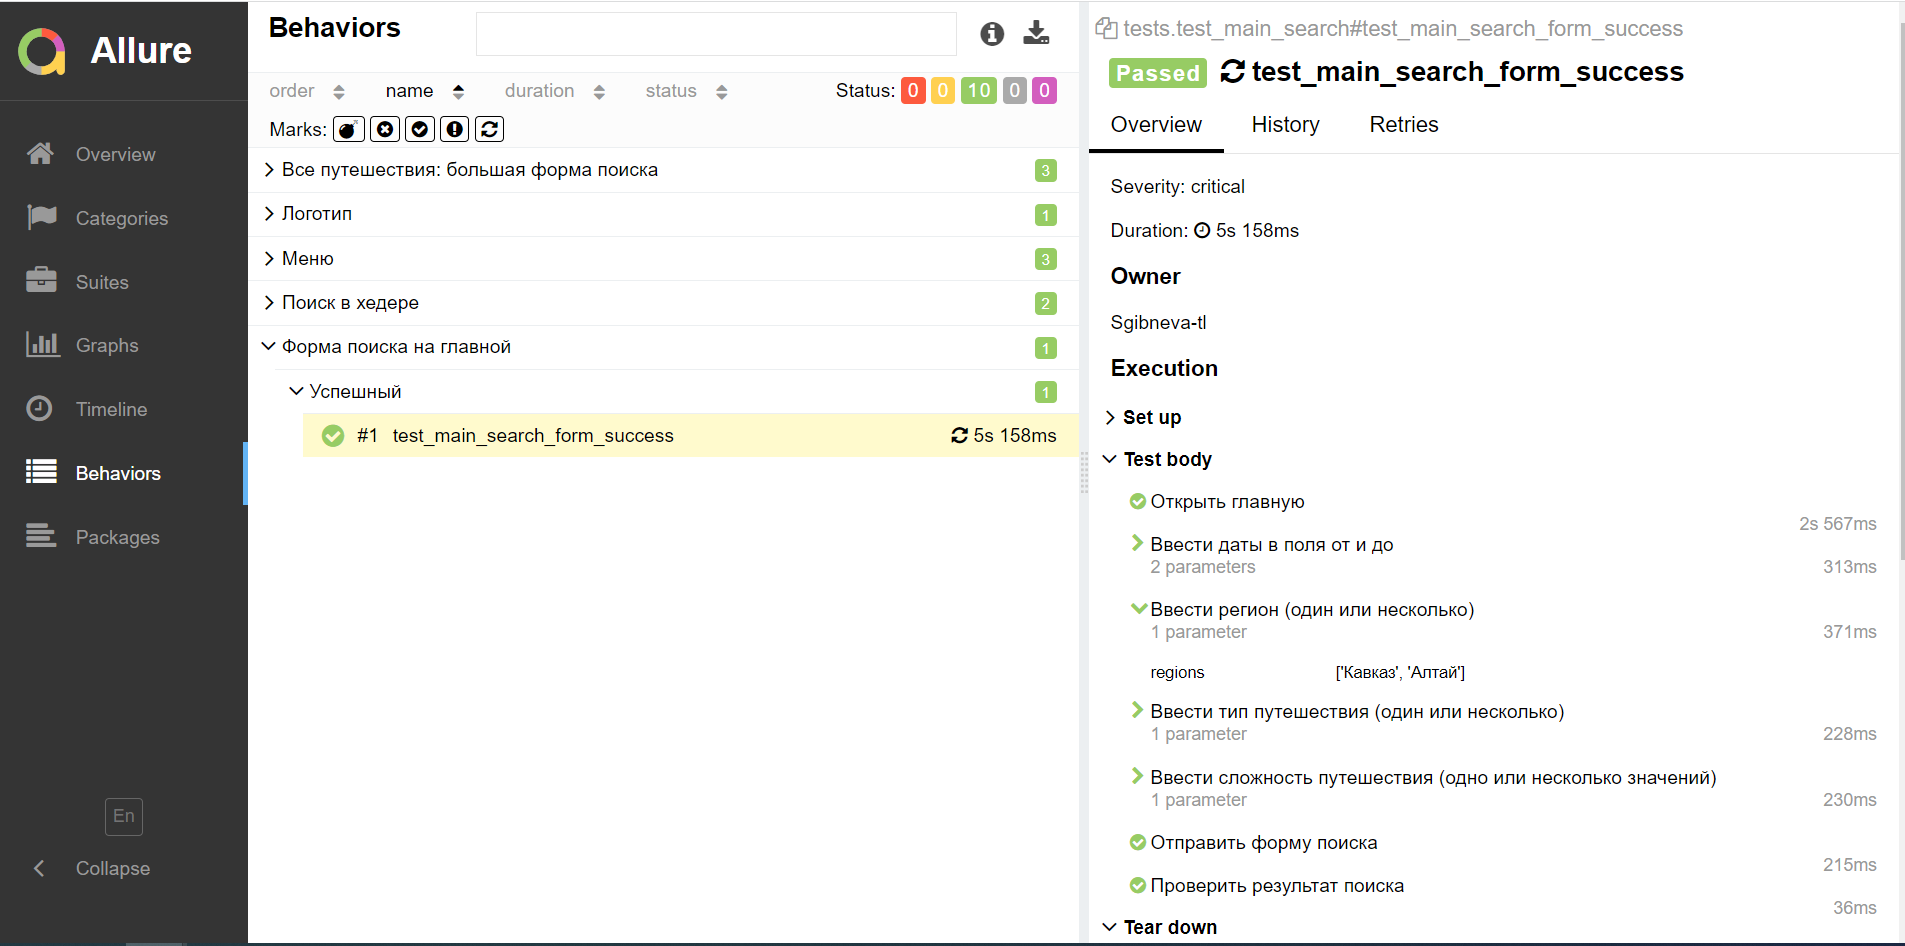 Allure
Overview
Categories
Suites
Graphs
Timeline
Behaviors
Packages
En
Collapse
Behaviors
order name duration status Status: 0 0 10 0 0
Marks:
Все путешествия: большая форма поиска 3
Логотип 1
Меню 3
Поиск в хедере 2
Форма поиска на главной 1
Успешный 1
#1 test_main_search_form_success 5s 158ms
tests.test_main_search#test_main_search_form_success
Passed test_main_search_form_success
Overview History Retries
Severity: critical
Duration: 5s 158ms
Owner
Sgibneva-tl
Execution
Set up
Test body
Открыть главную
2s 567ms
Ввести даты в поля от и до
2 parameters 313ms
Ввести регион (один или несколько)
1 parameter 371ms
regions ['Кавказ', 'Алтай']
Ввести тип путешествия (один или несколько)
1 parameter 228ms
Ввести сложность путешествия (одно или несколько значений)
1 parameter 230ms
Отправить форму поиска
215ms
Проверить результат поиска
36ms
Tear down